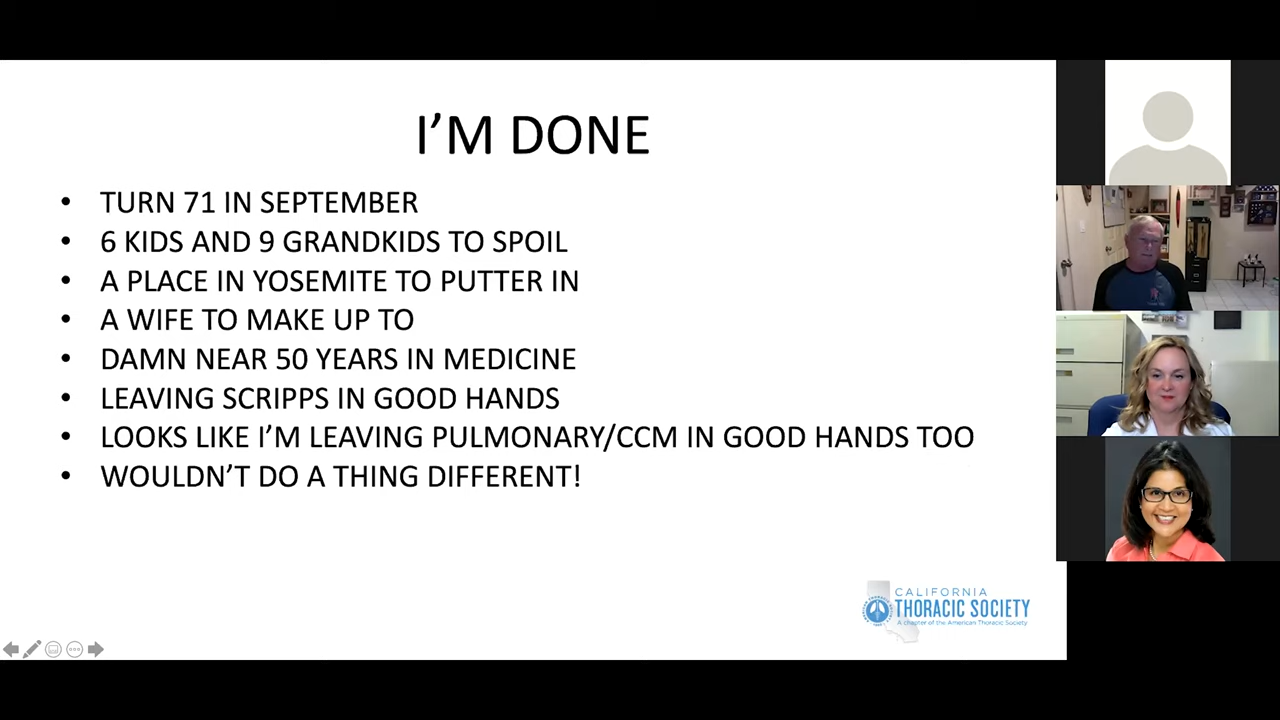 I'M DONE
• TURN 71 IN SEPTEMBER
• 6 KIDS AND 9 GRANDKIDS TO SPOIL
• A PLACE IN YOSEMITE TO PUTTER IN
• A WIFE TO MAKE UP TO
• DAMN NEAR 50 YEARS IN MEDICINE
• LEAVING SCRIPPS IN GOOD HANDS
• LOOKS LIKE I'M LEAVING PULMONARY/CCM IN GOOD HANDS TOO
• WOULDN'T DO A THING DIFFERENT!
CALIFORNIA
THORACIC SOCIETY
A chapter of the American Thoracic Society